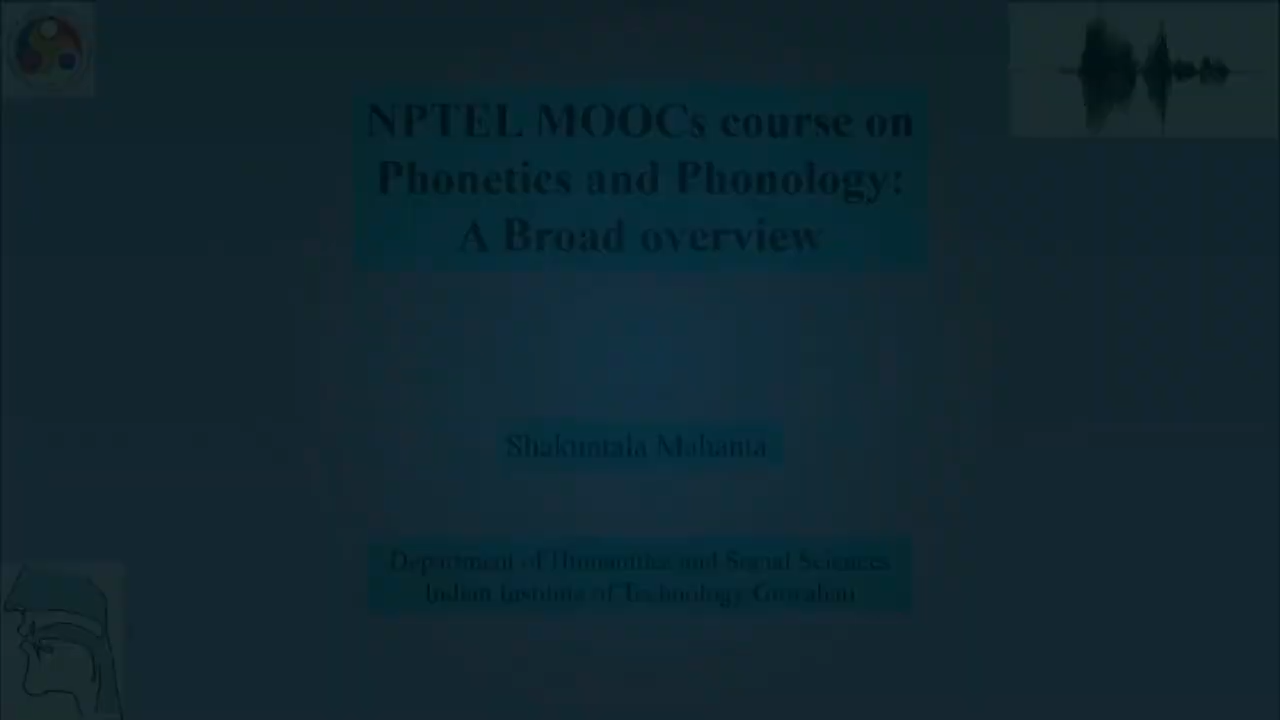 NPTEL MOOCs course on
Phonetics and Phonology:
A Broad overview
Shakuntala Mahanta
Department of Humanities and Social Sciences
Indian Institute of Technology Guwahati